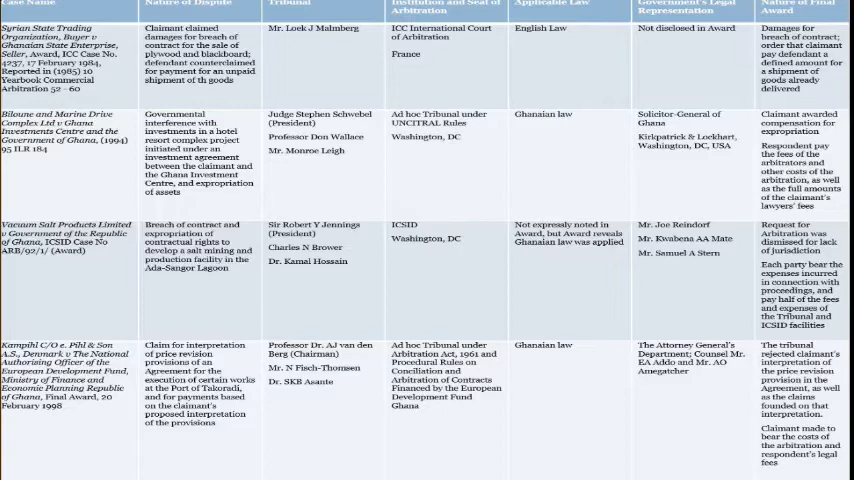 Case Name
Nature of Dispute
Tribunal
Institution and Seat of
Arbitration
Applicable Law
Government's Legal
Representation
Nature of Final
Award
Syrian State Trading
Organization, Buyer v
Ghanaian State Enterprise,
Seller, Award, ICC Case No.
4237, 17 February 1984,
Reported in (1985) 10
Yearbook Commercial
Arbitration 52 –60
Claimant claimed
damages for breach of
contract for the sale of
plywood and blackboard;
defendant counterclaimed
for payment for an unpaid
shipment of th goods
Mr. Loek J Malmberg
ICC International Court
of Arbitration
France
English Law
Not disclosed in Award
Damages for
breach of contract;
order that claimant
pay defendant a
defined amount for
a shipment of
goods already
delivered
Biloune and Marine Drive
Complex Ltd v Ghana
Investments Centre and the
Government of Ghana, (1994)
95 ILR 184
Governmental
interference with
investments in a hotel
resort complex project
initiated under an
investment agreement
between the claimant and
the Ghana Investment
Centre, and expropriation
of assets
Judge Stephen Schwebel
(President)
Professor Don Wallace
Mr. Monroe Leigh
Ad hoc Tribunal under
UNCITRAL Rules
Washington, DC
Ghanaian law
Solicitor-General of
Ghana
Kirkpatrick & Lockhart,
Washington, DC, USA
Claimant awarded
compensation for
expropriation
Respondent pay
the fees of the
arbitrators and
other costs of the
arbitration, as well
as the full amounts
of the claimant's
lawyers' fees
Vacuum Salt Products Limited
v Government of the Republic
of Ghana, ICSID Case No
ARB/92/1/ (Award)
Breach of contract and
expropriation of
contractual rights to
develop a salt mining and
production facility in the
Ada-Sangor Lagoon
Sir Robert Y Jennings
(President)
Charles N Brower
Dr. Kamal Hossain
ICSID
Washington, DC
Not expressly noted in
Award, but Award reveals
Ghanaian law was applied
Mr. Joe Reindorf
Mr. Kwabena AA Mate
Mr. Samuel A Stern
Request for
Arbitration was
dismissed for lack
of jurisdiction
Each party bear the
expenses incurred
in connection with
proceedings, and
pay half of the fees
and expenses of
the Tribunal and
ICSID facilities
Kampihl C/O e. Pihl & Son
A.S., Denmark v The National
Authorising Officer of the
European Development Fund,
Ministry of Finance and
Economic Planning Republic
of Ghana, Final Award, 20
February 1998
Claim for interpretation
of price revision
provisions of an
Agreement for the
execution of certain works
at the Port of Takoradi,
and for payments based
on the claimant's
proposed interpretation
of the provisions
Professor Dr. AJ van den
Berg (Chairman)
Mr. N Fisch-Thomsen
Dr. SKB Asante
Ad hoc Tribunal under
Arbitration Act, 1961 and
Procedural Rules on
Conciliation and
Arbitration of Contracts
Financed by the European
Development Fund
Ghana
Ghanaian law
The Attorney General's
Department; Counsel Mr.
EA Addo and Mr. AO
Amegatcher
The tribunal
rejected claimant's
interpretation of
the price revision
provision in the
Agreement, as well
as the claims
founded on that
interpretation.
Claimant made to
bear the costs of
the arbitration and
respondent's legal
fees